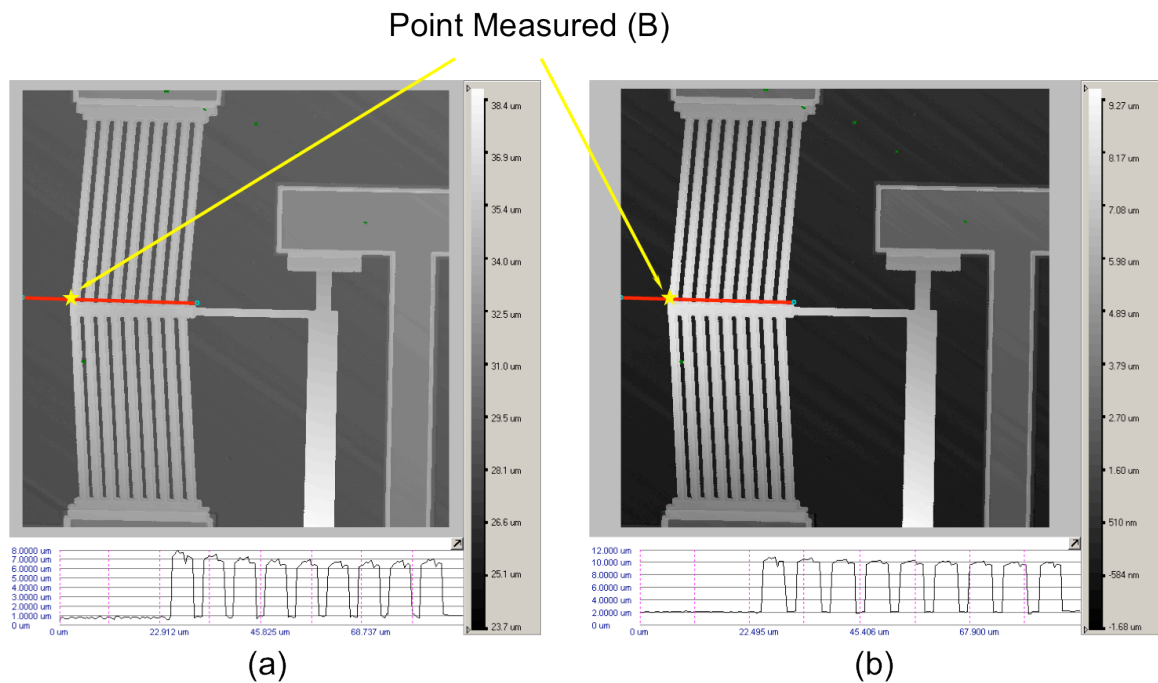 Point Measured (B)
38.4 um
36.9 um
35.4 um
34.0 um
32.5 um
31.0 um
29.5 um
28.1 um
26.6 um
25.1 um
23.7 um
9.27 um
8.17 um
7.08 um
5.98 um
4.89 um
3.79 um
2.70 um
1.60 um
510 nm
-584 nm
-1.68 um
8.0000 um
7.0000 um
6.0000 um
5.0000 um
4.0000 um
3.0000 um
2.0000 um
1.0000 um
0 um
0 um 22.912 um 45.825 um 68.737 um
12.000 um
10.000 um
8.0000 um
6.0000 um
4.0000 um
2.0000 um
0 um
0 um 22.495 um 45.406 um 67.900 um
(a)
(b)